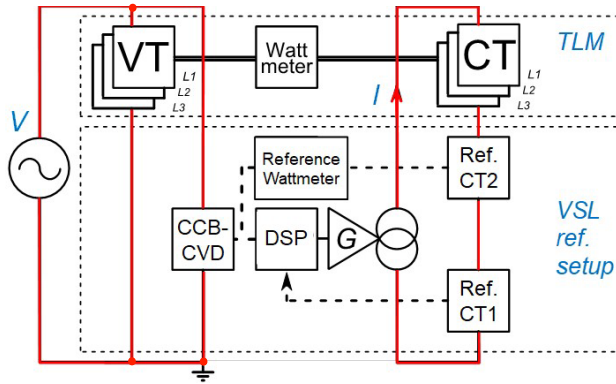 VT
L1
L2
L3
Watt
meter
CT
L1
L2
L3
TLM
I
V
Reference
Wattmeter
Ref.
CT2
CCB-
CVD
DSP
G
VSL
ref.
setup
Ref.
CT1